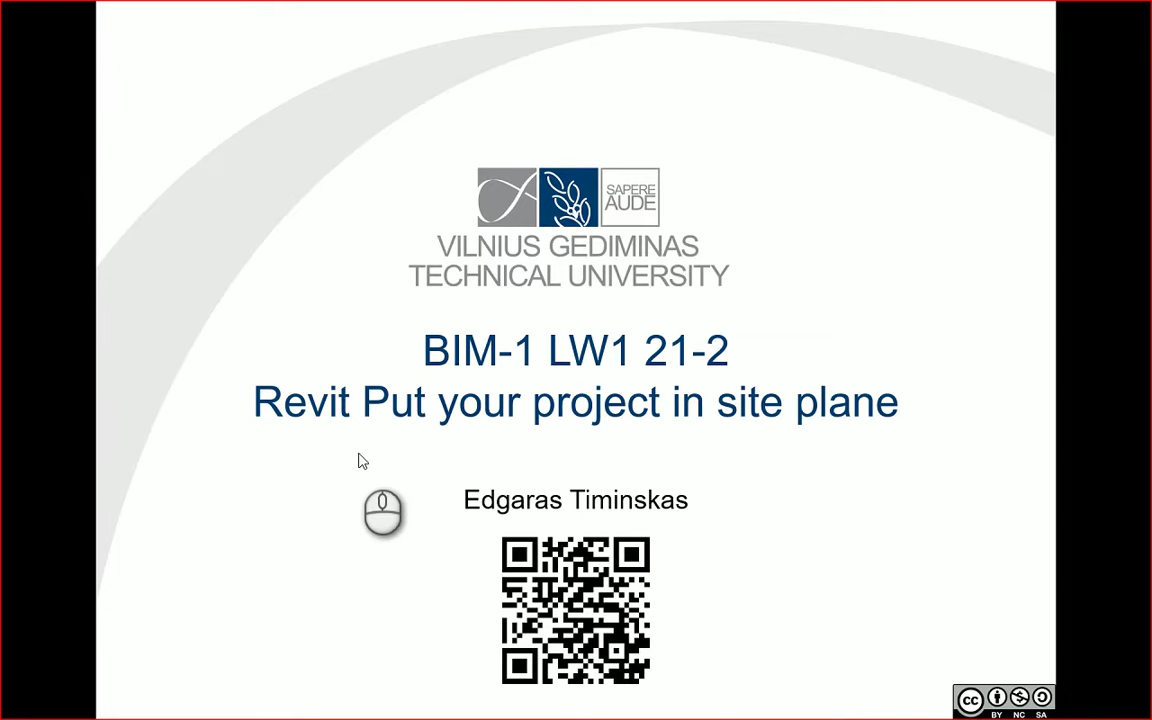 SAPERE
AUDE
VILNIUS GEDIMINAS
TECHNICAL UNIVERSITY
BIM-1 LW1 21-2
Revit Put your project in site plane
Edgaras Timinskas
cc
BY NC SA